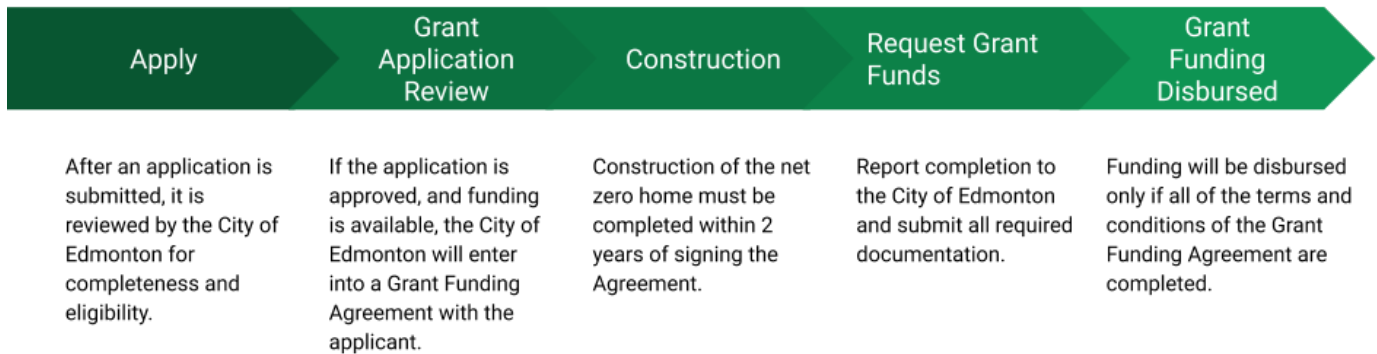 Apply
Grant
Application
Review
Construction
Request Grant
Funds
Grant
Funding
Disbursed
After an application is
submitted, it is
reviewed by the City of
Edmonton for
completeness and
eligibility.
If the application is
approved, and funding
is available, the City of
Edmonton will enter
into a Grant Funding
Agreement with the
applicant.
Construction of the net
zero home must be
completed within 2
years of signing the
Agreement.
Report completion to
the City of Edmonton
and submit all required
documentation.
Funding will be disbursed
only if all of the terms and
conditions of the Grant
Funding Agreement are
completed.